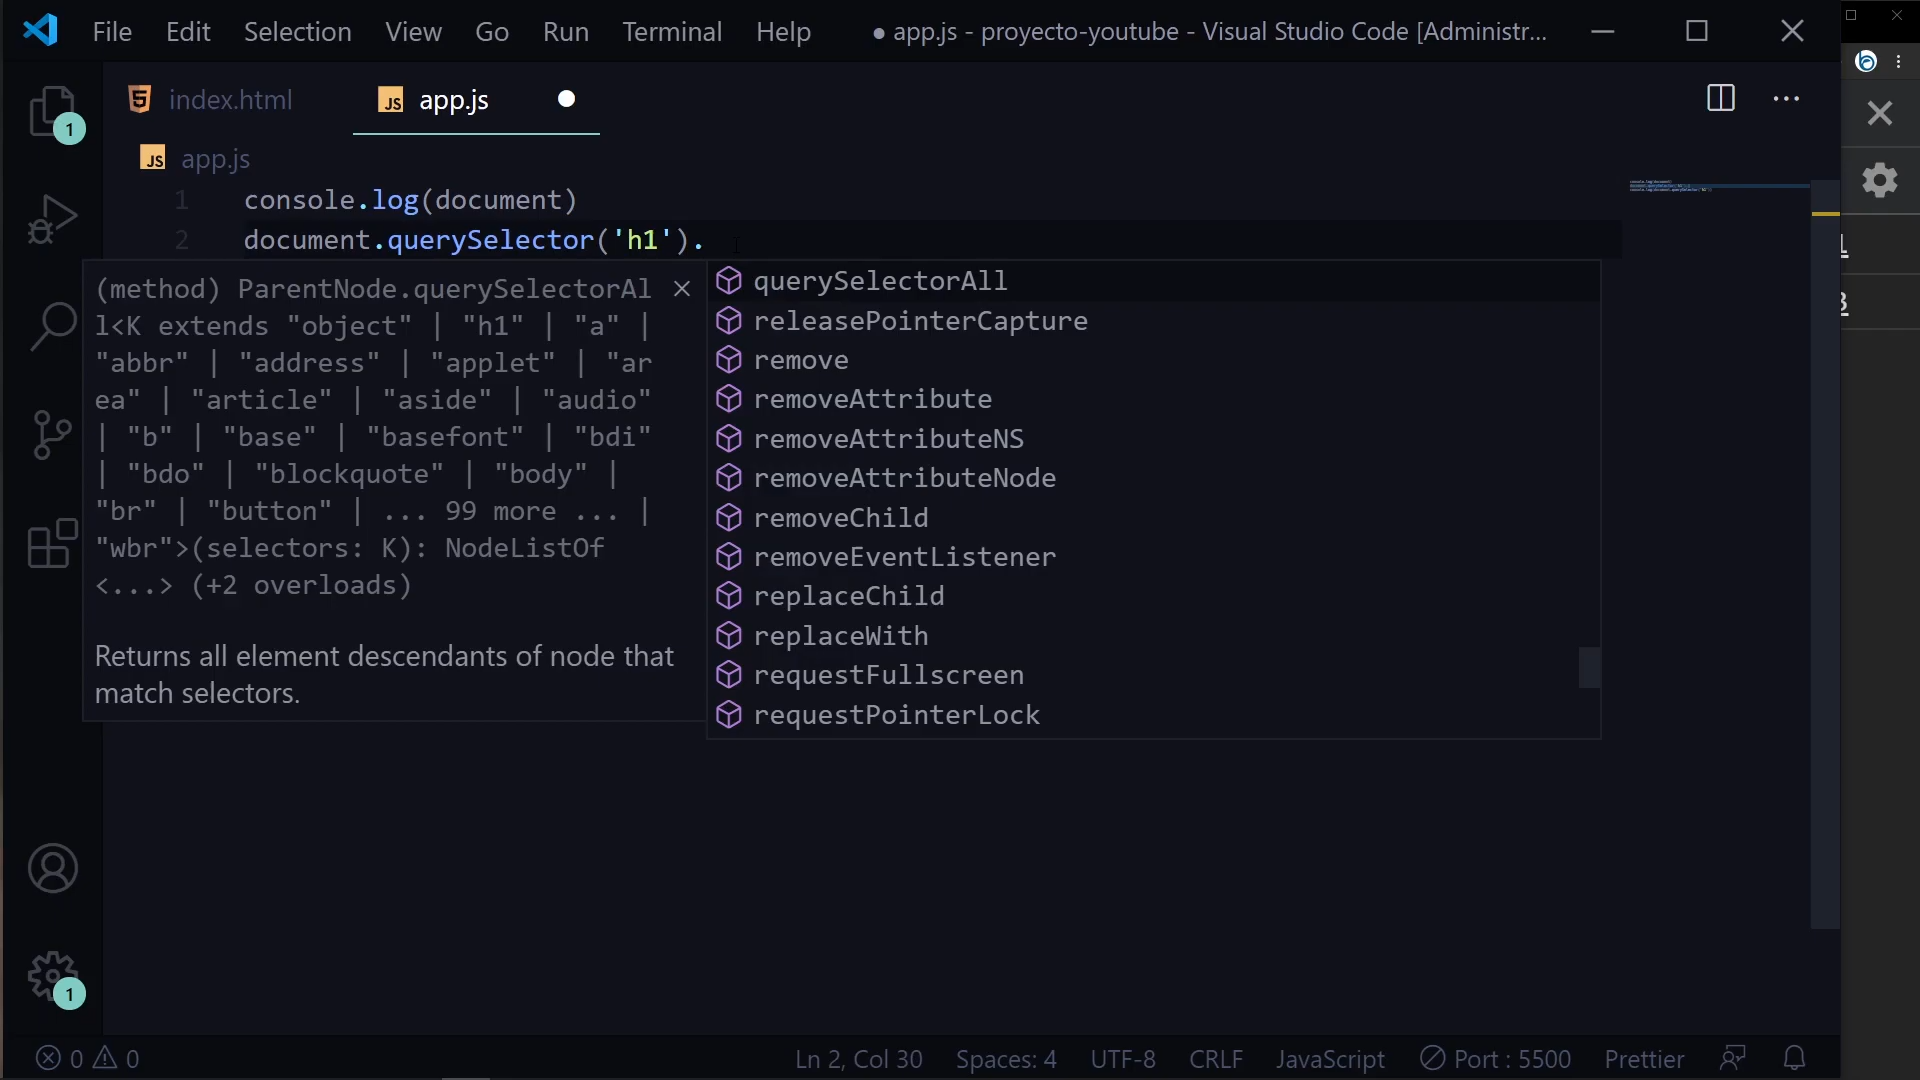 File Edit Selection View Go Run Terminal Help ● app.js - proyecto-youtube - Visual Studio Code [Administr...
index.html JS app.js
1
JS app.js
1 console.log(document)
2 document.querySelector('h1').
(method) ParentNode.querySelectorAl
l<K extends "object" | "h1" | "a" |
"abbr" | "address" | "applet" | "ar
ea" | "article" | "aside" | "audio"
| "b" | "base" | "basefont" | "bdi"
| "bdo" | "blockquote" | "body" |
"br" | "button" | ... 99 more ... |
"wbr">(selectors: K): NodeListOf
<...> (+2 overloads)
Returns all element descendants of node that
match selectors.
querySelectorAll
releasePointerCapture
remove
removeAttribute
removeAttributeNS
removeAttributeNode
removeChild
removeEventListener
replaceChild
replaceWith
requestFullscreen
requestPointerLock
1
0 0 Ln 2, Col 30 Spaces: 4 UTF-8 CRLF JavaScript Port : 5500 Prettier